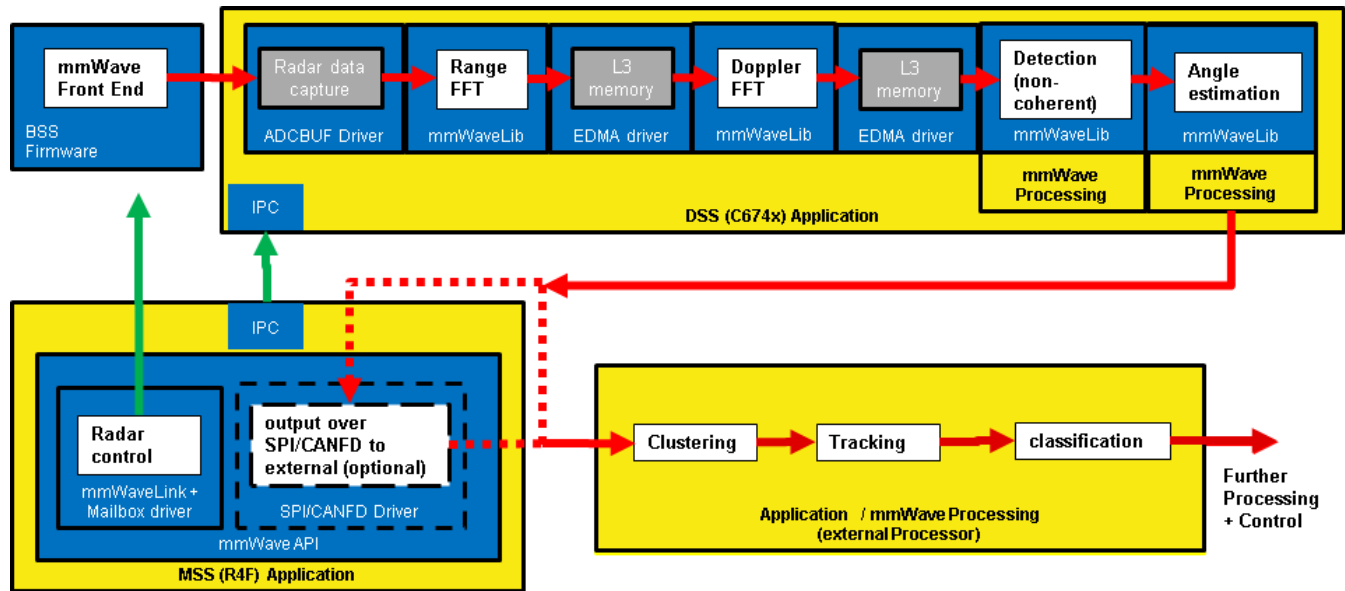 mmWave
Front End
BSS
Firmware
Radar data
capture
ADCBUF Driver
Range
FFT
mmWaveLib
L3
memory
EDMA driver
Doppler
FFT
mmWaveLib
L3
memory
EDMA driver
Detection
(non-
coherent)
mmWaveLib
mmWave
Processing
Angle
estimation
mmWaveLib
mmWave
Processing
IPC
DSS (C674x) Application
IPC
Radar
control
mmWaveLink +
Mailbox driver
output over
SPI/CANFD to
external (optional)
SPI/CANFD Driver
mmWave API
MSS (R4F) Application
Clustering
Tracking
classification
Application / mmWave Processing
(external Processor)
Further
Processing
+ Control